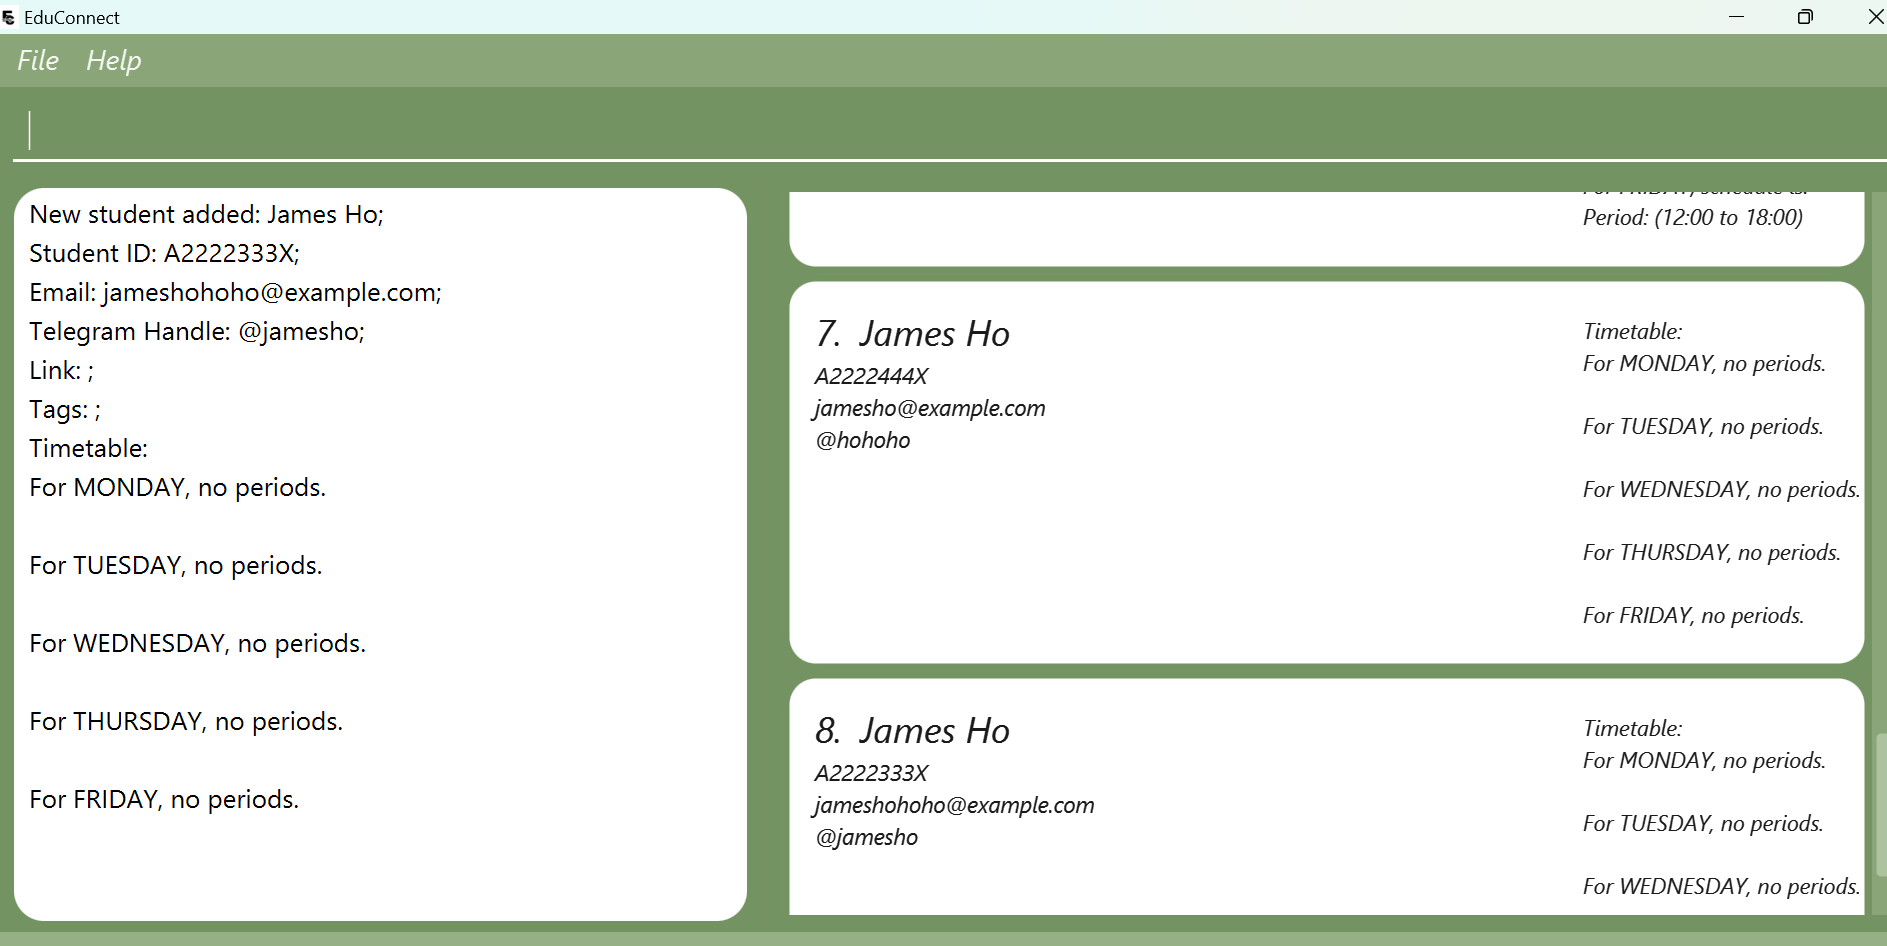 EduConnect
File Help
New student added: James Ho;
Student ID: A2222333X;
Email: jameshohoho@example.com;
Telegram Handle: @jamesho;
Link: ;
Tags: ;
Timetable:
For MONDAY, no periods.
For TUESDAY, no periods.
For WEDNESDAY, no periods.
For THURSDAY, no periods.
For FRIDAY, no periods.
Period: (12:00 to 18:00)
7. James Ho
A2222444X
jamesho@example.com
@hohoho
Timetable:
For MONDAY, no periods.
For TUESDAY, no periods.
For WEDNESDAY, no periods.
For THURSDAY, no periods.
For FRIDAY, no periods.
8. James Ho
A2222333X
jameshohoho@example.com
@jamesho
Timetable:
For MONDAY, no periods.
For TUESDAY, no periods.
For WEDNESDAY, no periods.